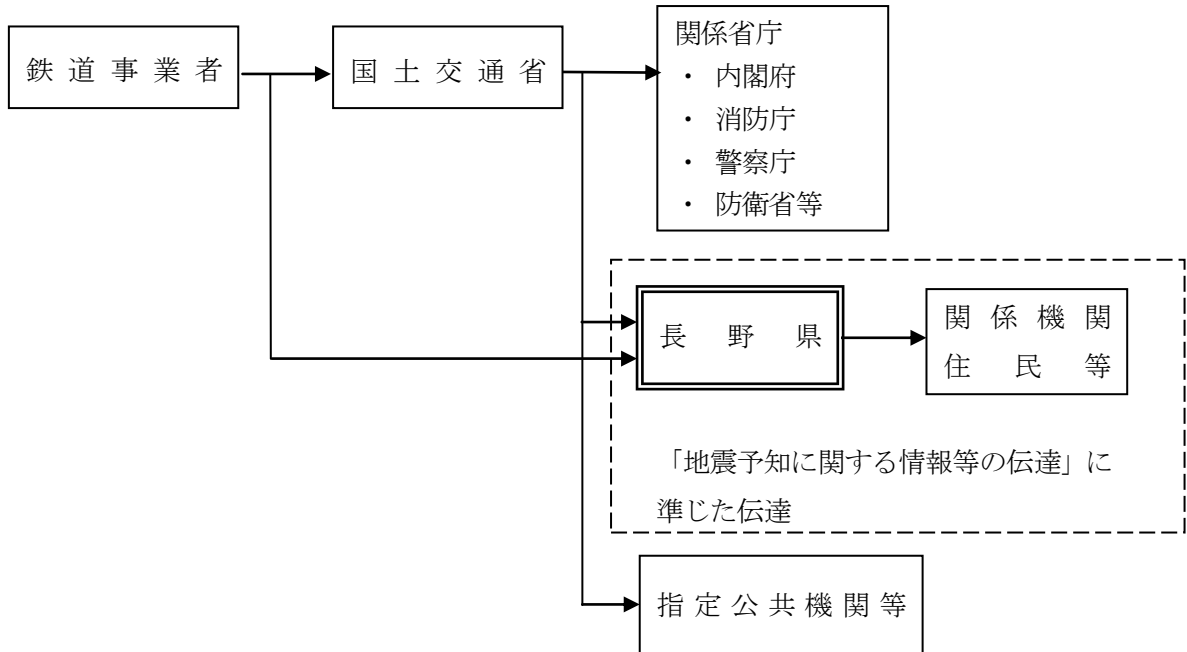 鉄道事業者
国土交通省
関係省庁
・ 内閣府
・ 消防庁
・ 警察庁
・ 防衛省等
長野県
関係機関
住民等
「地震予知に関する情報等の伝達」に
準じた伝達
指定公共機関等